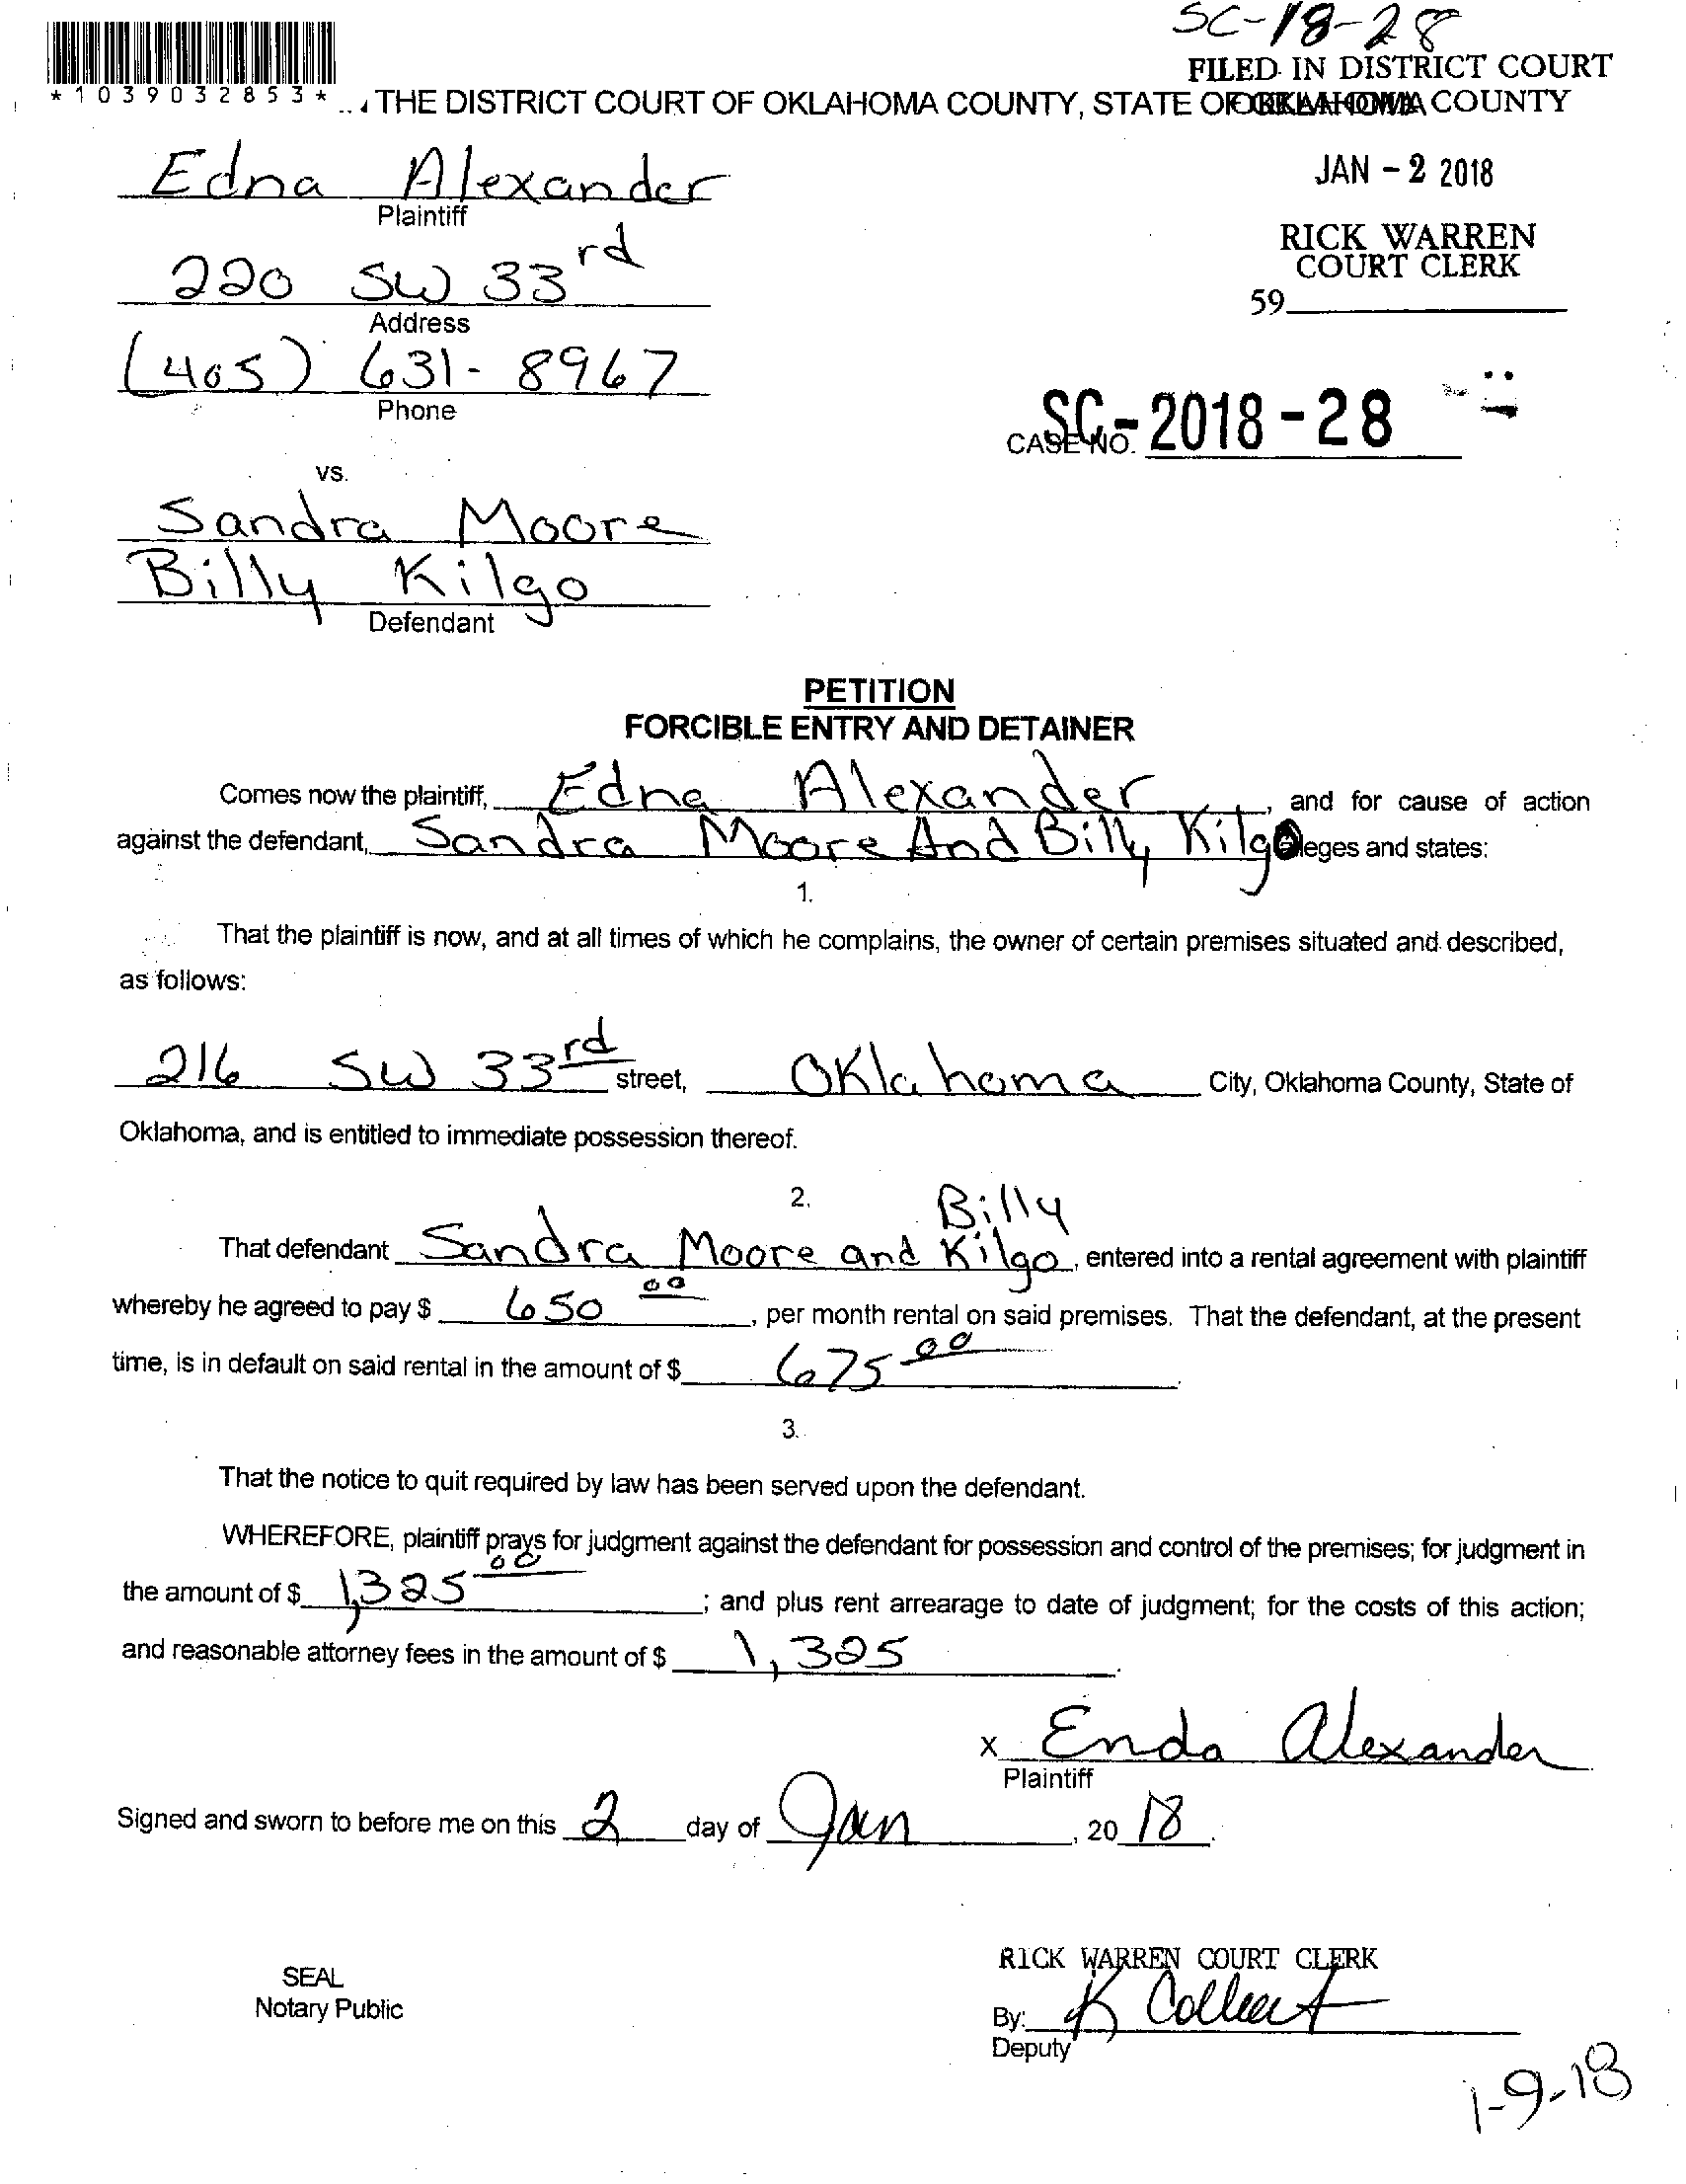 SC-18-28
FILED IN DISTRICT COURT
*1039032853* THE DISTRICT COURT OF OKLAHOMA COUNTY, STATE OF OKLAHOMA COUNTY
Edna Alexander
Plaintiff
JAN - 2 2018
220 SW 33rd
Address
RICK WARREN
COURT CLERK
59
(405) 631-8967
Phone
CASE NO. SC-2018-28
vs.
Sandra Moore
Billy Kilgo
Defendant
PETITION
FORCIBLE ENTRY AND DETAINER
Comes now the plaintiff, Edna Alexander, and for cause of action
against the defendant, Sandra Moore And Billy Kilgo leges and states:
1.
That the plaintiff is now, and at all times of which he complains, the owner of certain premises situated and described,
as follows:
216 SW 33rd street, Oklahoma City, Oklahoma County, State of
Oklahoma, and is entitled to immediate possession thereof.
2.
Billy
That defendant Sandra Moore and Kilgo, entered into a rental agreement with plaintiff
whereby he agreed to pay $ 650 00, per month rental on said premises. That the defendant, at the present
time, is in default on said rental in the amount of $ 675 00.
3.
That the notice to quit required by law has been served upon the defendant.
WHEREFORE, plaintiff prays for judgment against the defendant for possession and control of the premises; for judgment in
the amount of $ 1,325 00; and plus rent arrearage to date of judgment; for the costs of this action;
and reasonable attorney fees in the amount of $ 1,325.
x Enda Alexander
Plaintiff
Signed and sworn to before me on this 2 day of Jan, 20 18.
RICK WARREN COURT CLERK
SEAL
Notary Public
By: K Colbert
Deputy
1-9-18